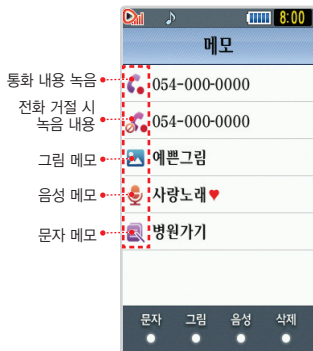 8:00
메모
통화 내용 녹음
054-000-0000
전화 거절 시
녹음 내용
054-000-0000
그림 메모
예쁜그림
음성 메모
사랑노래♥
문자 메모
병원가기
문자 그림 음성 삭제